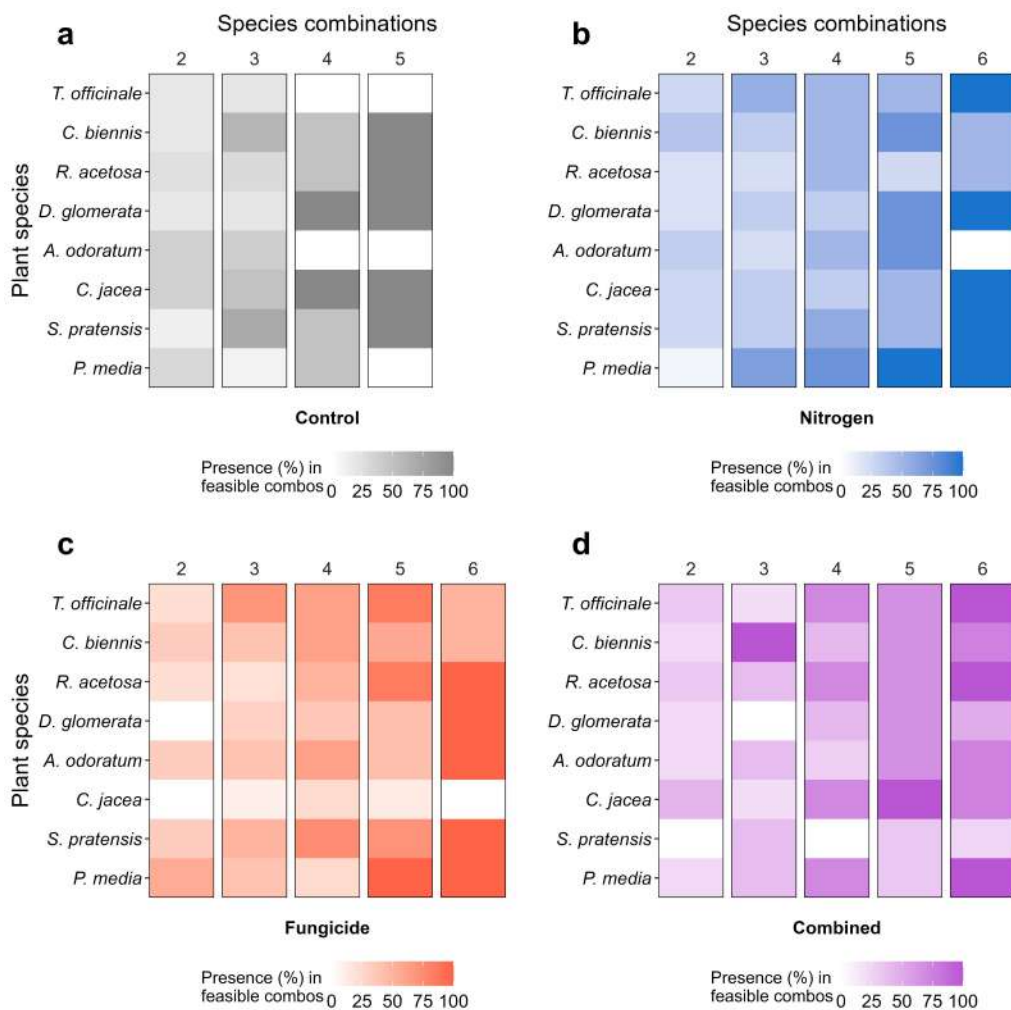 a Species combinations
2 3 4 5
Plant species
T. officinale
C. biennis
R. acetosa
D. glomerata
A. odoratum
C. jacea
S. pratensis
P. media
Control
Presence (%) in
feasible combos 0 25 50 75 100
b Species combinations
2 3 4 5 6
T. officinale
C. biennis
R. acetosa
D. glomerata
A. odoratum
C. jacea
S. pratensis
P. media
Nitrogen
Presence (%) in
feasible combos 0 25 50 75 100
c
2 3 4 5 6
Plant species
T. officinale
C. biennis
R. acetosa
D. glomerata
A. odoratum
C. jacea
S. pratensis
P. media
Fungicide
Presence (%) in
feasible combos 0 25 50 75 100
d
2 3 4 5 6
T. officinale
C. biennis
R. acetosa
D. glomerata
A. odoratum
C. jacea
S. pratensis
P. media
Combined
Presence (%) in
feasible combos 0 25 50 75 100